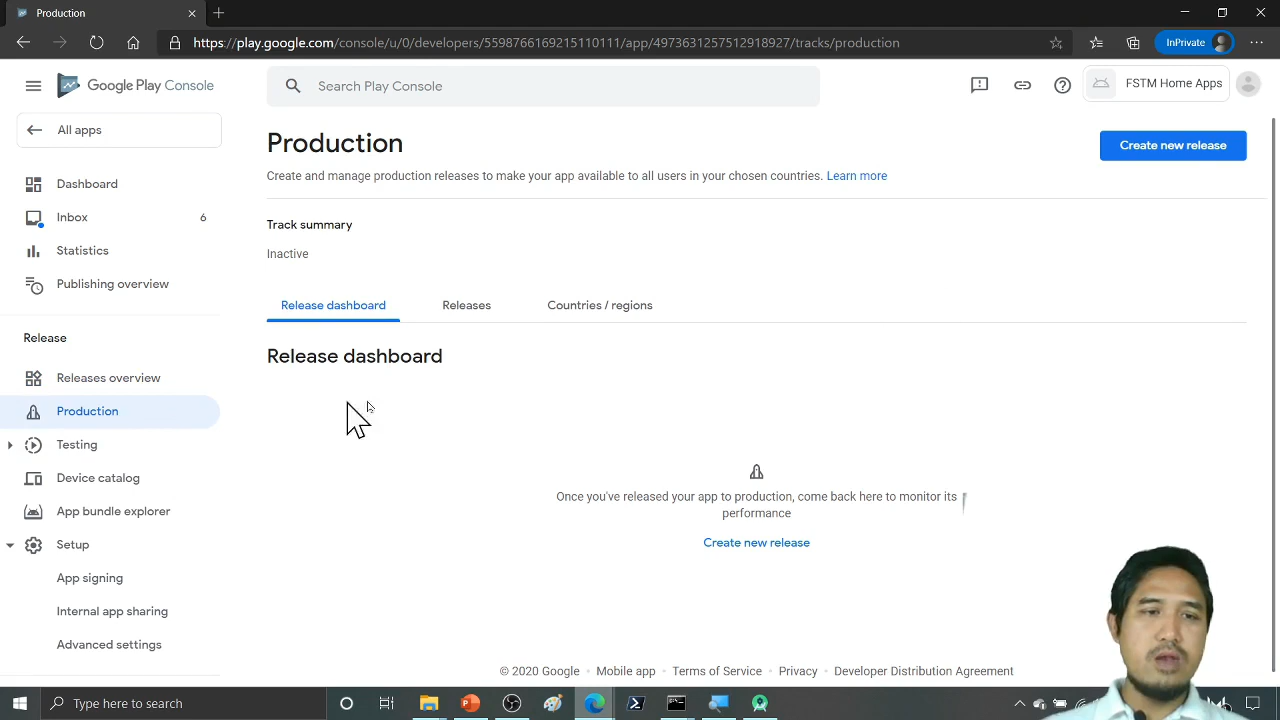 Production
https://play.google.com/console/u/0/developers/5598766169215110111/app/4973631257512918927/tracks/production
InPrivate
Google Play Console
Search Play Console
FSTM Home Apps
All apps
Dashboard
Inbox 6
Statistics
Publishing overview
Release
Releases overview
Production
Testing
Device catalog
App bundle explorer
Setup
App signing
Internal app sharing
Advanced settings
Production
Create new release
Create and manage production releases to make your app available to all users in your chosen countries. Learn more
Track summary
Inactive
Release dashboard
Releases
Countries / regions
Release dashboard
Once you've released your app to production, come back here to monitor its
performance
Create new release
© 2020 Google · Mobile app · Terms of Service · Privacy · Developer Distribution Agreement
Type here to search